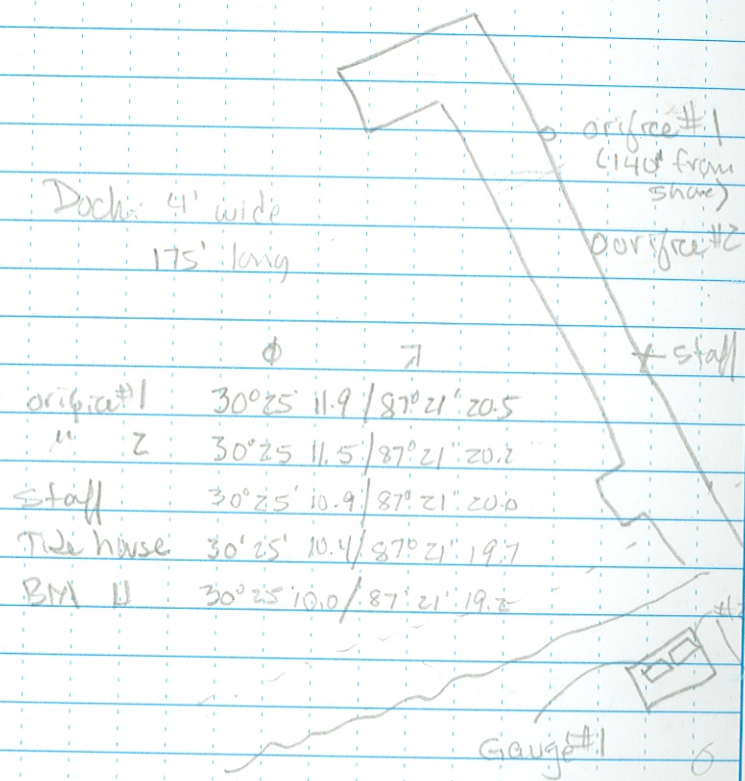 orifice #1
(140' from
shore)
Dock: 4' wide
175' long
orifice #2
staff
ϕ λ
orifice #1 30°25' 11.9 / 87°21' 20.5
" 2 30°25 11.5 / 87°21' 20.2
staff 30°25' 10.9 / 87°21' 20.0
Tide house 30°25' 10.4 / 87°21' 19.7
BM 30°25' 10.0 / 87°21' 19.2
Gauge #1
6